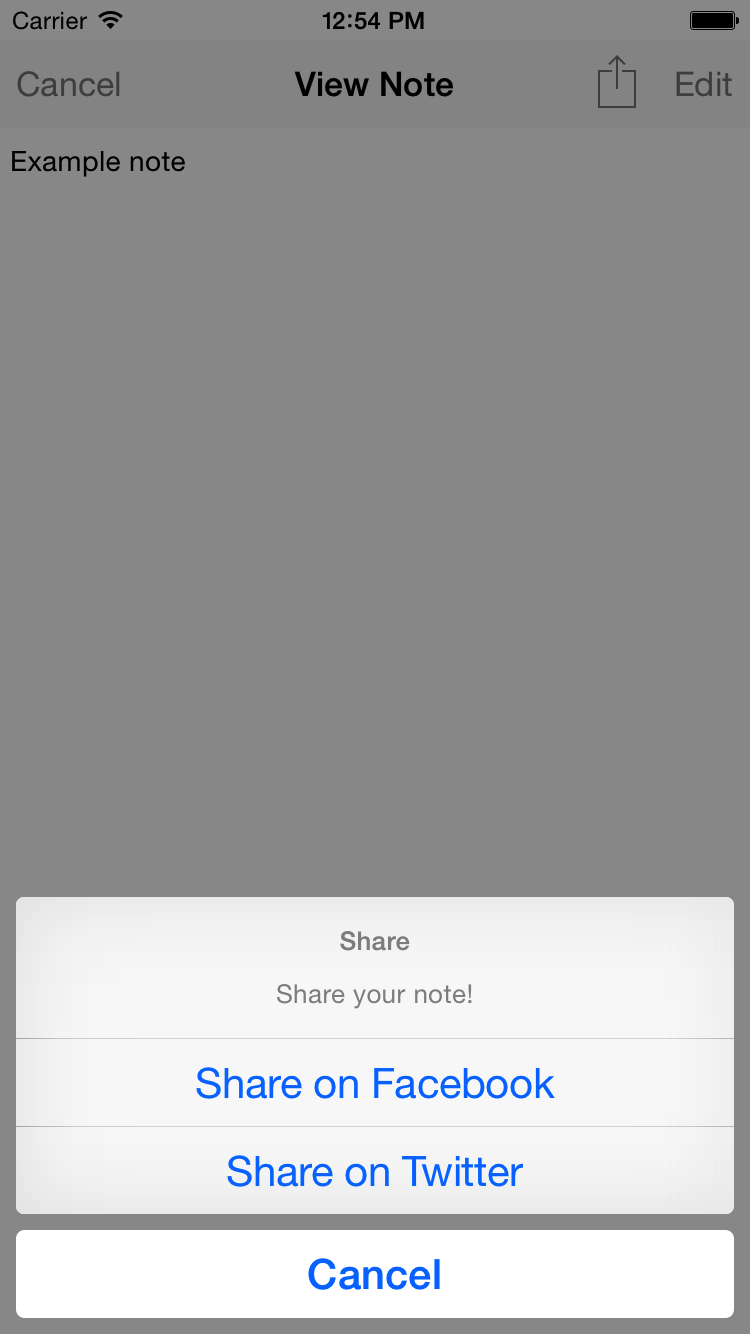 Carrier 12:54 PM
Cancel View Note Edit
Example note
Share
Share your note!
Share on Facebook
Share on Twitter
Cancel